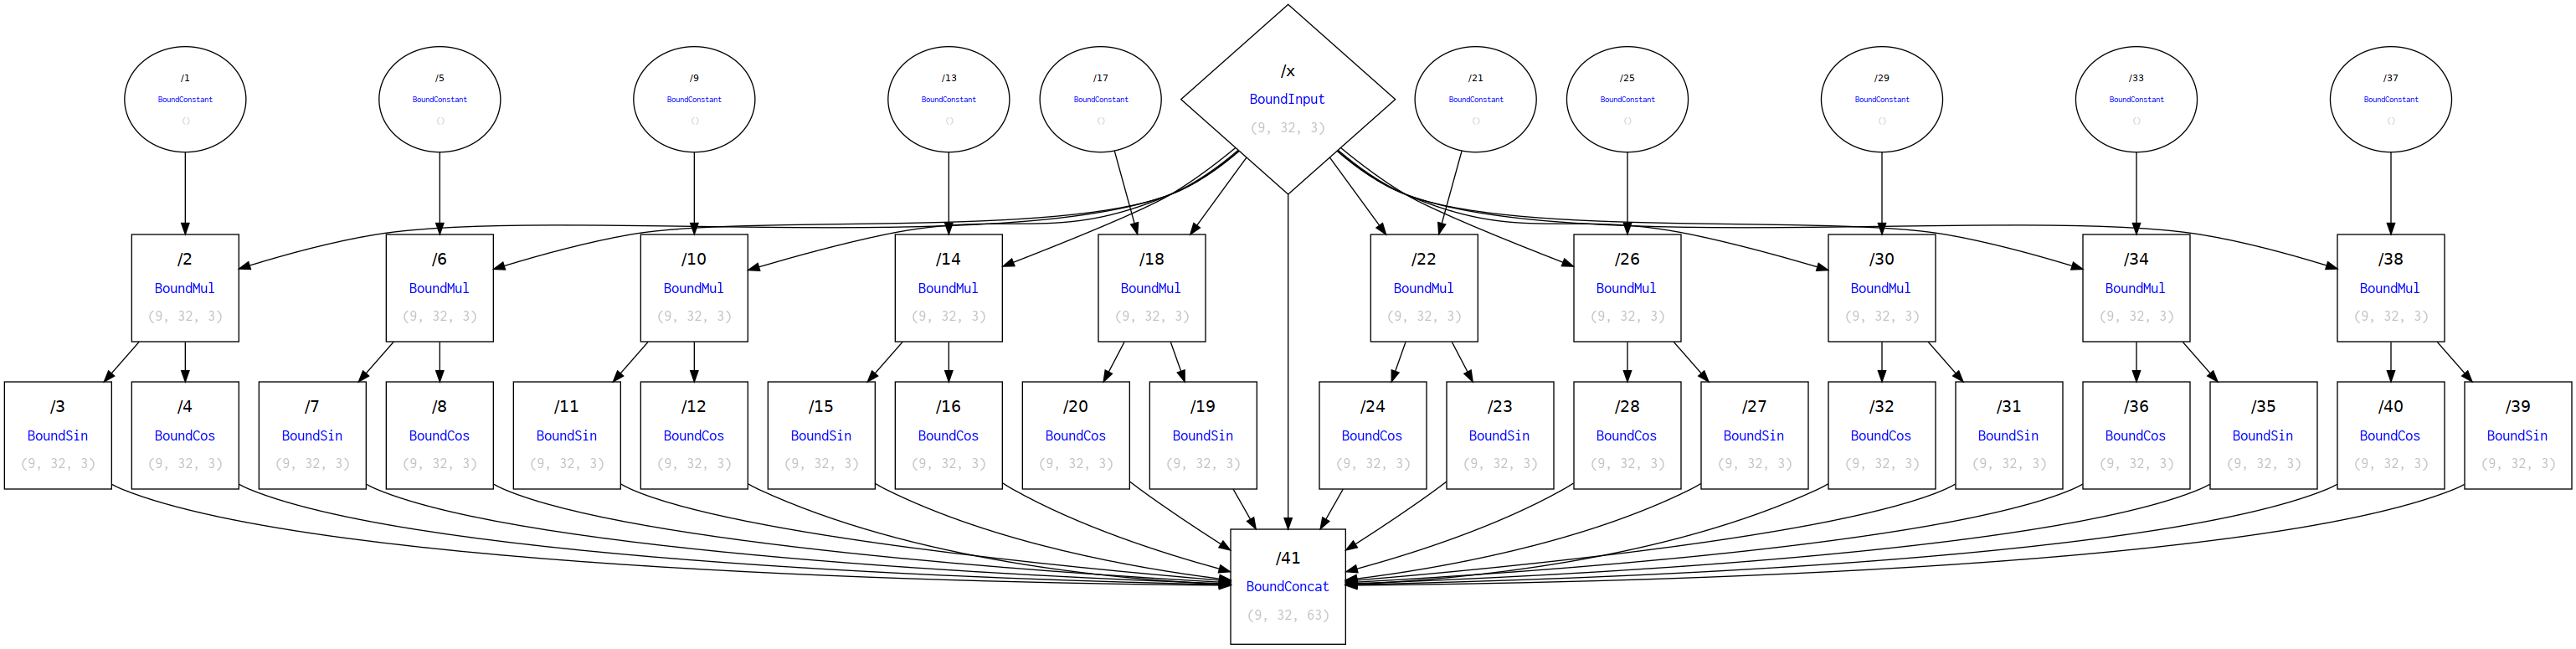 /1
BoundConstant
()
/5
BoundConstant
()
/9
BoundConstant
()
/13
BoundConstant
()
/17
BoundConstant
()
/x
BoundInput
(9, 32, 3)
/21
BoundConstant
()
/25
BoundConstant
()
/29
BoundConstant
()
/33
BoundConstant
()
/37
BoundConstant
()
/2
BoundMul
(9, 32, 3)
/6
BoundMul
(9, 32, 3)
/10
BoundMul
(9, 32, 3)
/14
BoundMul
(9, 32, 3)
/18
BoundMul
(9, 32, 3)
/22
BoundMul
(9, 32, 3)
/26
BoundMul
(9, 32, 3)
/30
BoundMul
(9, 32, 3)
/34
BoundMul
(9, 32, 3)
/38
BoundMul
(9, 32, 3)
/3
BoundSin
(9, 32, 3)
/4
BoundCos
(9, 32, 3)
/7
BoundSin
(9, 32, 3)
/8
BoundCos
(9, 32, 3)
/11
BoundSin
(9, 32, 3)
/12
BoundCos
(9, 32, 3)
/15
BoundSin
(9, 32, 3)
/16
BoundCos
(9, 32, 3)
/20
BoundCos
(9, 32, 3)
/19
BoundSin
(9, 32, 3)
/24
BoundCos
(9, 32, 3)
/23
BoundSin
(9, 32, 3)
/28
BoundCos
(9, 32, 3)
/27
BoundSin
(9, 32, 3)
/32
BoundCos
(9, 32, 3)
/31
BoundSin
(9, 32, 3)
/36
BoundCos
(9, 32, 3)
/35
BoundSin
(9, 32, 3)
/40
BoundCos
(9, 32, 3)
/39
BoundSin
(9, 32, 3)
/41
BoundConcat
(9, 32, 63)